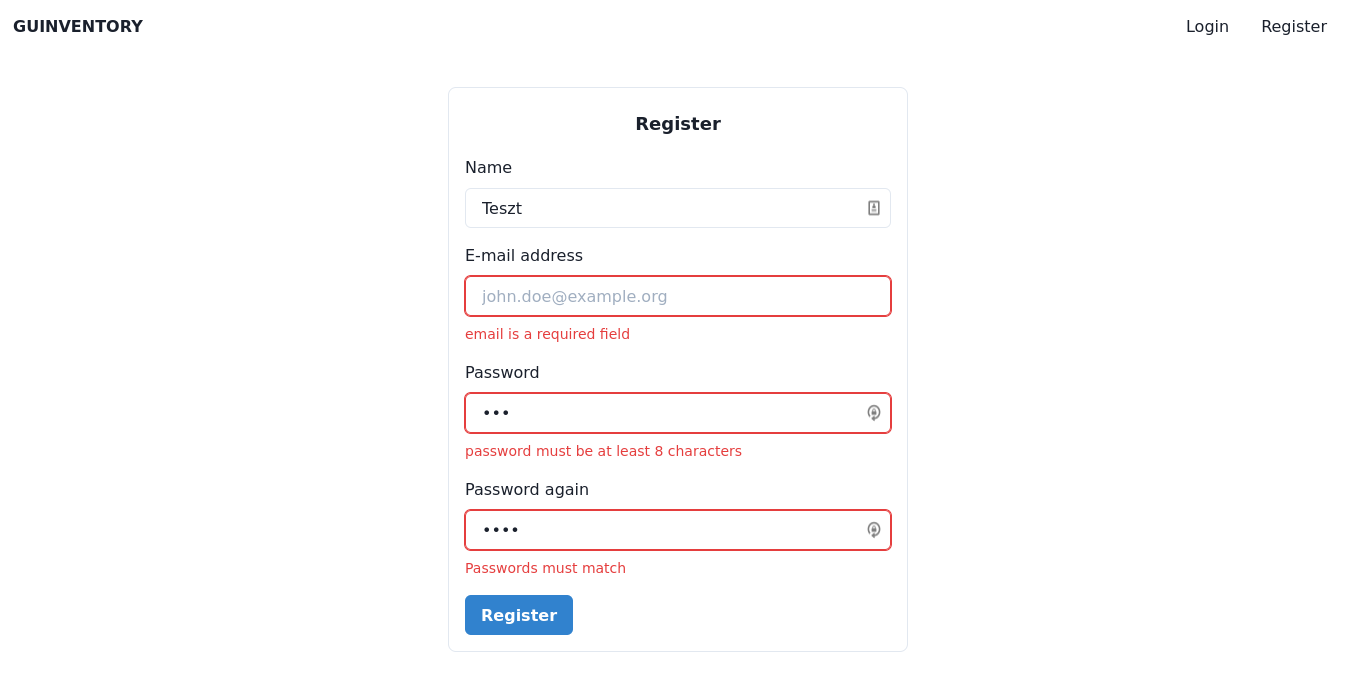 GUINVENTORY
Login
Register
Register
Name
Teszt
E-mail address
john.doe@example.org
email is a required field
Password
•••
password must be at least 8 characters
Password again
••••
Passwords must match
Register